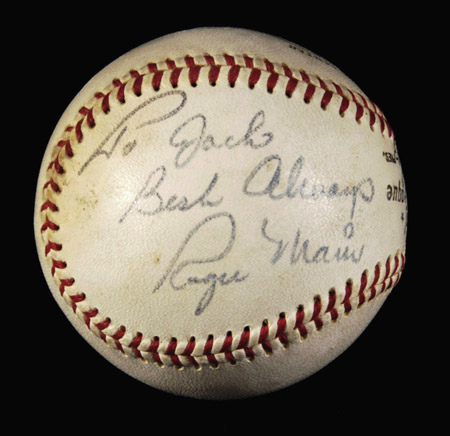 To Jack
Best Always
Roger Maris